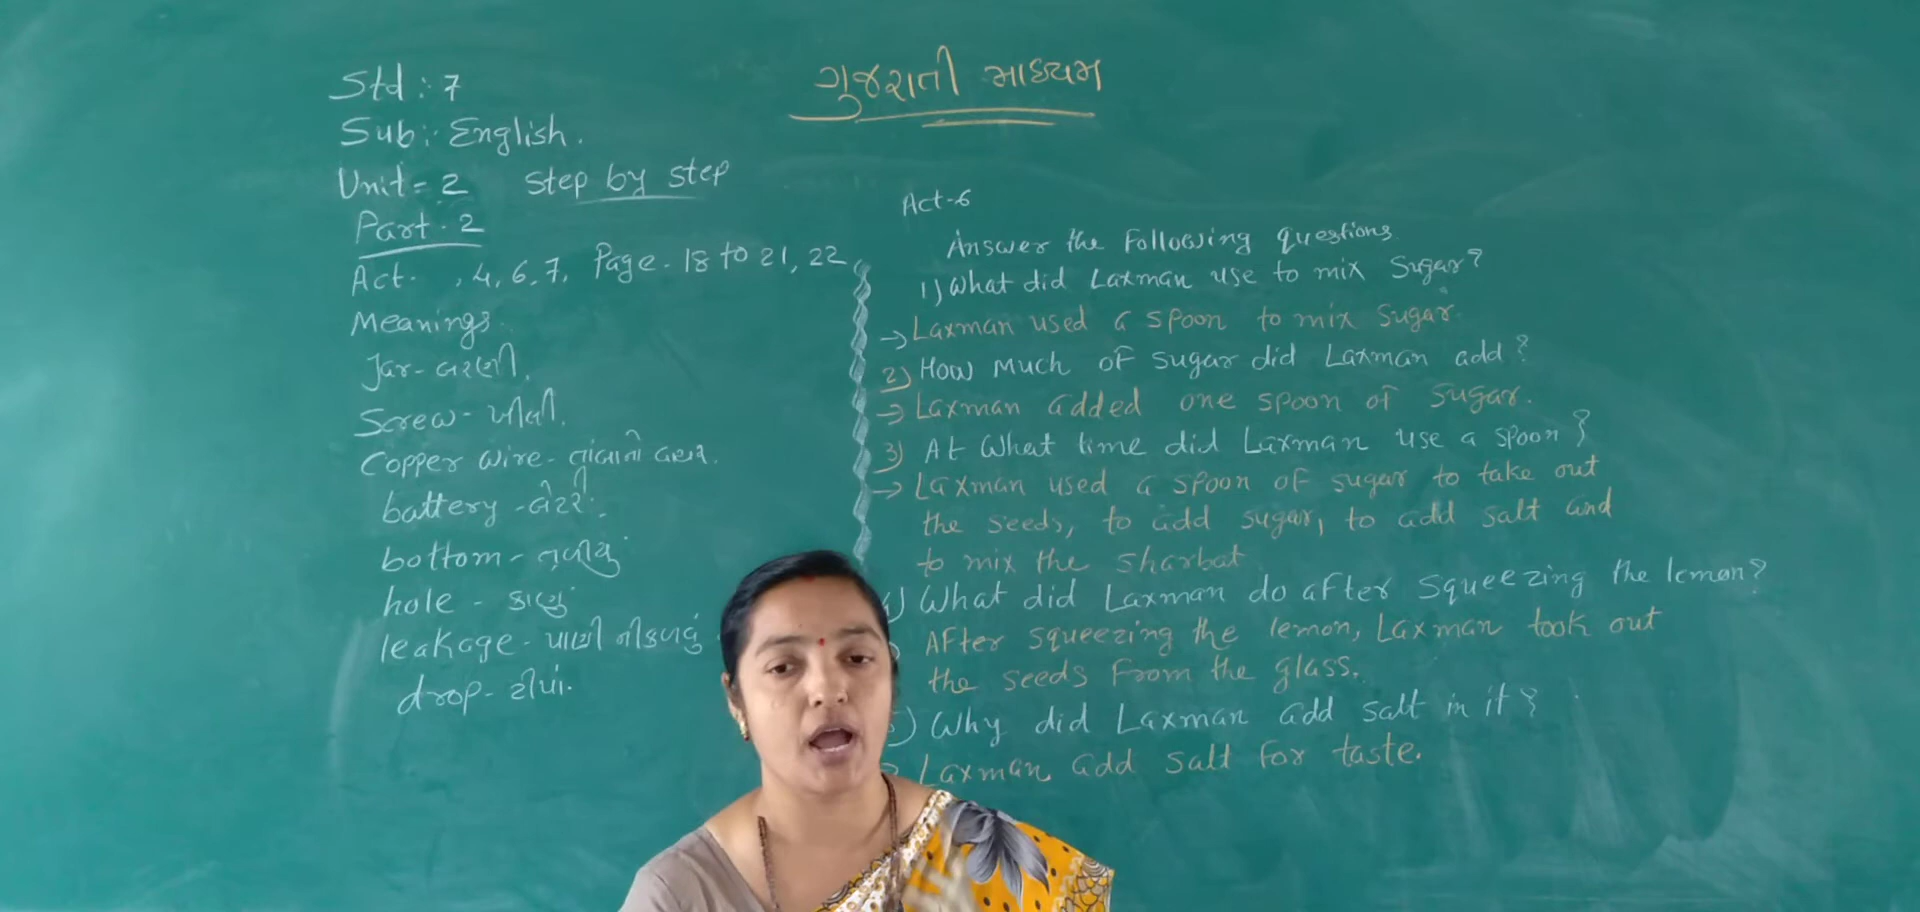 ગુજરાતી માધ્યમ
Std : 7
Sub: English.
Unit = 2 Step by step
Part - 2
Act. , 4, 6, 7, Page - 18 to 21, 22
Meanings
Jar - બરણી.
Screw - ખીલી.
Copper wire - તાંબાનો વાયર.
battery - બેટરી.
bottom - તળીયું
hole - કાણું
leakage - પાણી નીકળવું
drop - ટીપાં.
Act - 6
Answer the Following questions
1) What did Laxman use to mix Sugar?
→ Laxman used a spoon to mix Sugar.
2) How Much of sugar did Laxman add?
→ Laxman added one spoon of sugar.
3) At What time did Laxman use a spoon?
→ Laxman used a spoon of sugar to take out
the seeds, to add sugar, to add salt and
to mix the sharbat
4) What did Laxman do after squeezing the lemon?
After squeezing the lemon, Laxman took out
the seeds From the glass.
5) Why did Laxman add salt in it?
Laxman add salt for taste.